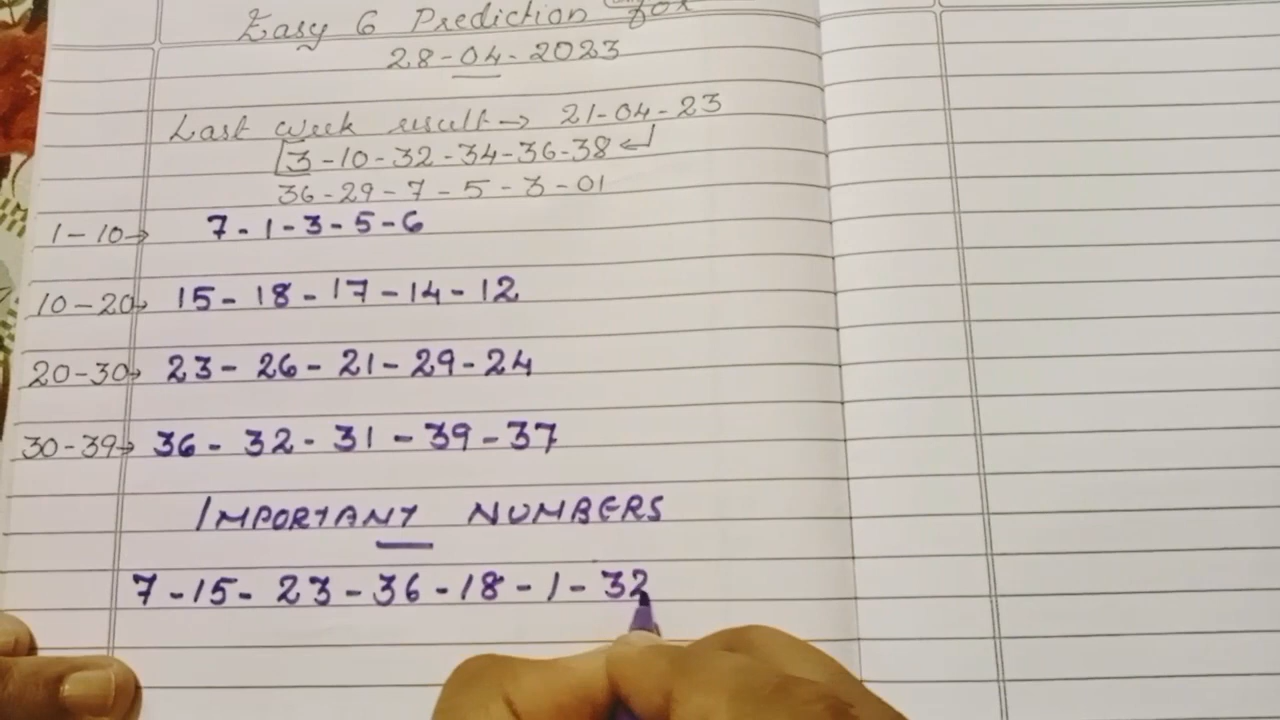 Easy 6 Prediction for
28-04-2023
Last week result → 21-04-23
3-10-32-34-36-38
36-29-7-5-3-01
1-10→ 7-1-3-5-6
10-20→ 15-18-17-14-12
20-30→ 23-26-21-29-24
30-39→ 36-32-31-39-37
IMPORTANT NUMBERS
7-15-23-36-18-1-32